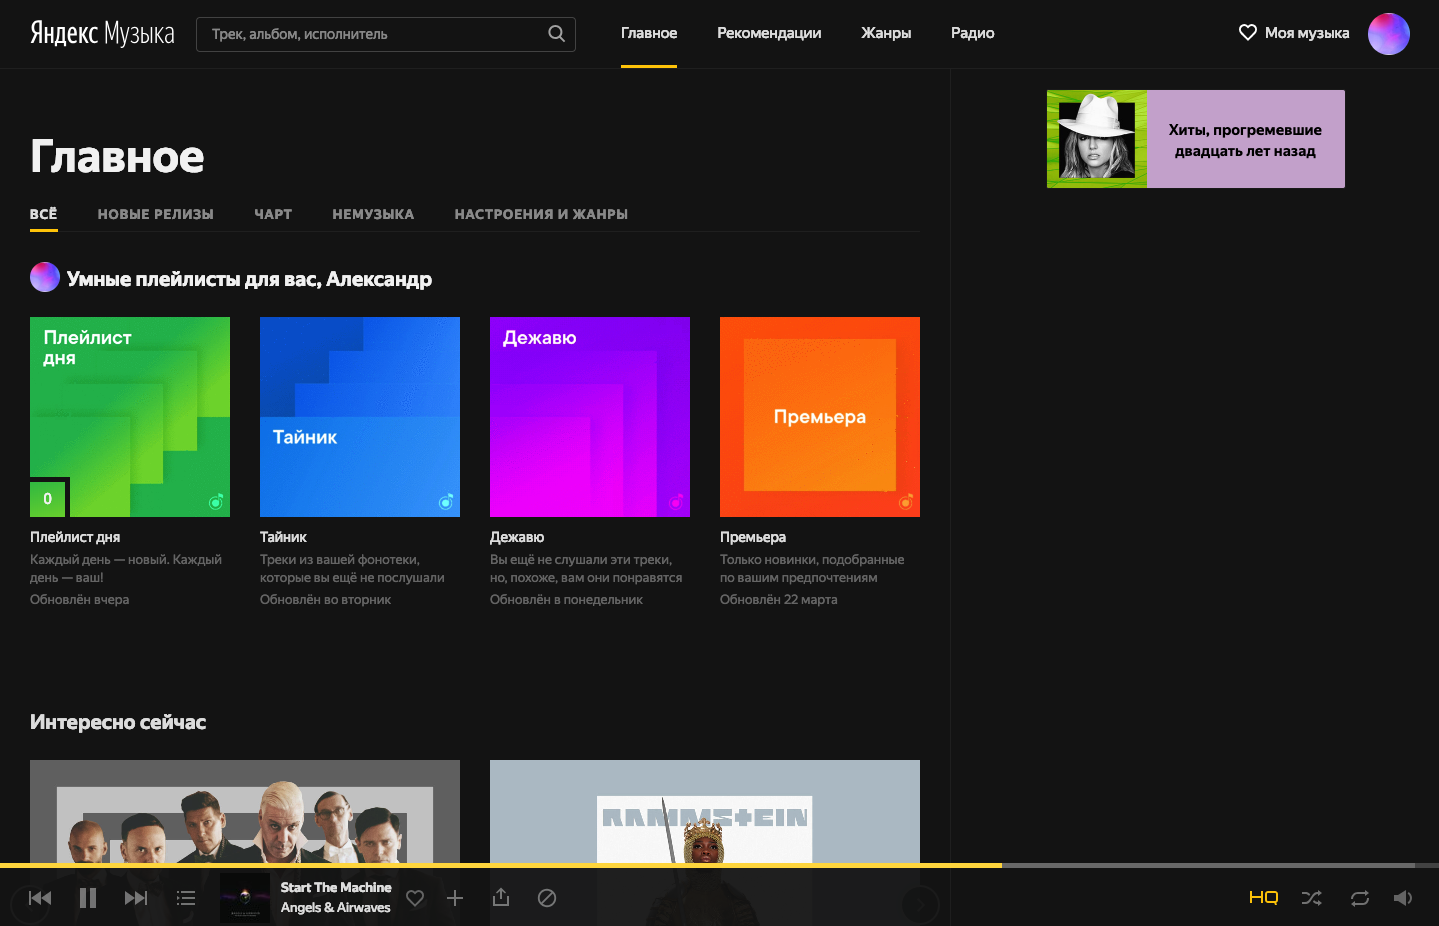 Яндекс Музыка
Трек, альбом, исполнитель
Главное
Рекомендации
Жанры
Радио
Моя музыка
Хиты, прогремевшие
двадцать лет назад
Главное
ВСЁ
НОВЫЕ РЕЛИЗЫ
ЧАРТ
НЕМУЗЫКА
НАСТРОЕНИЯ И ЖАНРЫ
Умные плейлисты для вас, Александр
Плейлист
дня
0
Тайник
Дежавю
Премьера
Плейлист дня
Каждый день — новый. Каждый
день — ваш!
Обновлён вчера
Тайник
Треки из вашей фонотеки,
которые вы ещё не послушали
Обновлён во вторник
Дежавю
Вы ещё не слушали эти треки,
но, похоже, вам они понравятся
Обновлён в понедельник
Премьера
Только новинки, подобранные
по вашим предпочтениям
Обновлён 22 марта
Интересно сейчас
RAMMSTEIN
Start The Machine
Angels & Airwaves
HQ